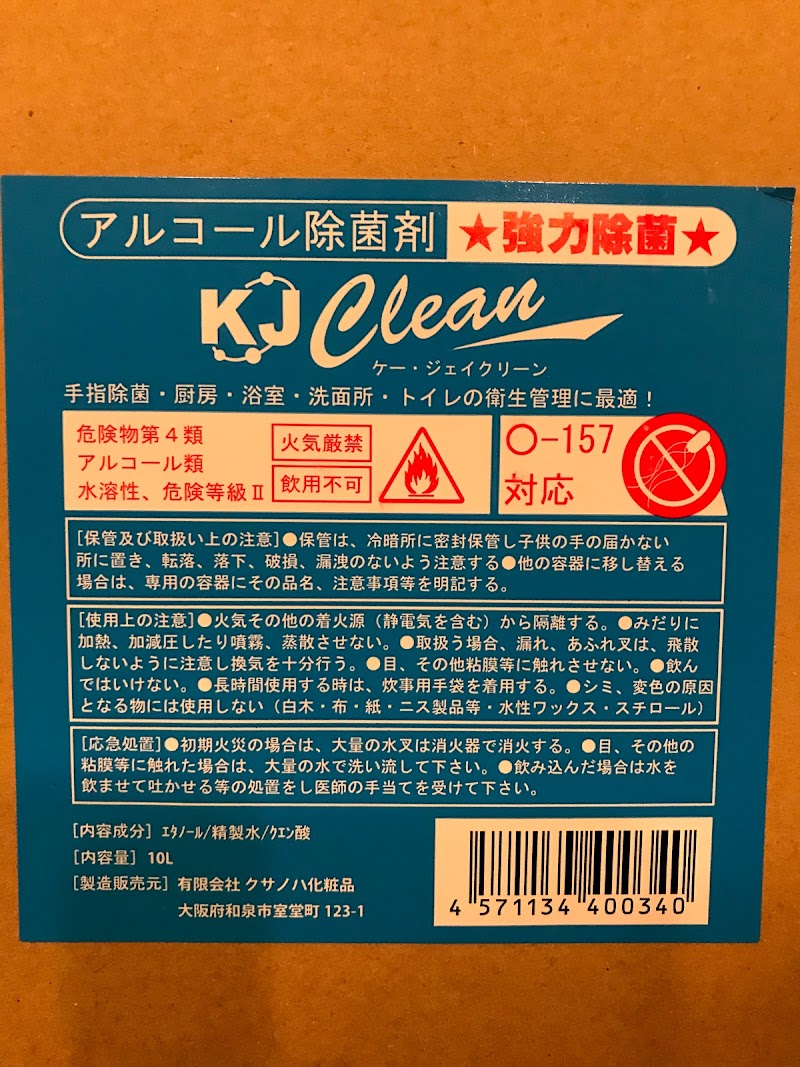 アルコール除菌剤 ★強力除菌★
KJ Clean
ケー・ジェイクリーン
手指除菌・厨房・浴室・洗面所・トイレの衛生管理に最適！
危険物第４類
アルコール類
水溶性、危険等級Ⅱ
火気厳禁
飲用不可
O-157
対応
[保管及び取扱い上の注意]●保管は、冷暗所に密封保管し子供の手の届かない
所に置き、転落、落下、破損、漏洩のないよう注意する●他の容器に移し替える
場合は、専用の容器にその品名、注意事項等を明記する。
[使用上の注意]●火気その他の着火源（静電気を含む）から隔離する。●みだりに
加熱、加減圧したり噴霧、蒸散させない。●取扱う場合、漏れ、あふれ又は、飛散
しないように注意し換気を十分行う。●目、その他粘膜等に触れさせない。●飲ん
ではいけない。●長時間使用する時は、炊事用手袋を着用する。●シミ、変色の原因
となる物には使用しない（白木・布・紙・ニス製品等・水性ワックス・スチロール）
[応急処置]●初期火災の場合は、大量の水叉は消火器で消火する。●目、その他の
粘膜等に触れた場合は、大量の水で洗い流して下さい。●飲み込んだ場合は水を
飲ませて吐かせる等の処置をし医師の手当てを受けて下さい。
[内容成分] ｴﾀﾉｰﾙ/精製水/ｸｴﾝ酸
[内容量] 10L
[製造販売元] 有限会社 クサノハ化粧品
大阪府和泉市室堂町 123-1
4 571134 400340